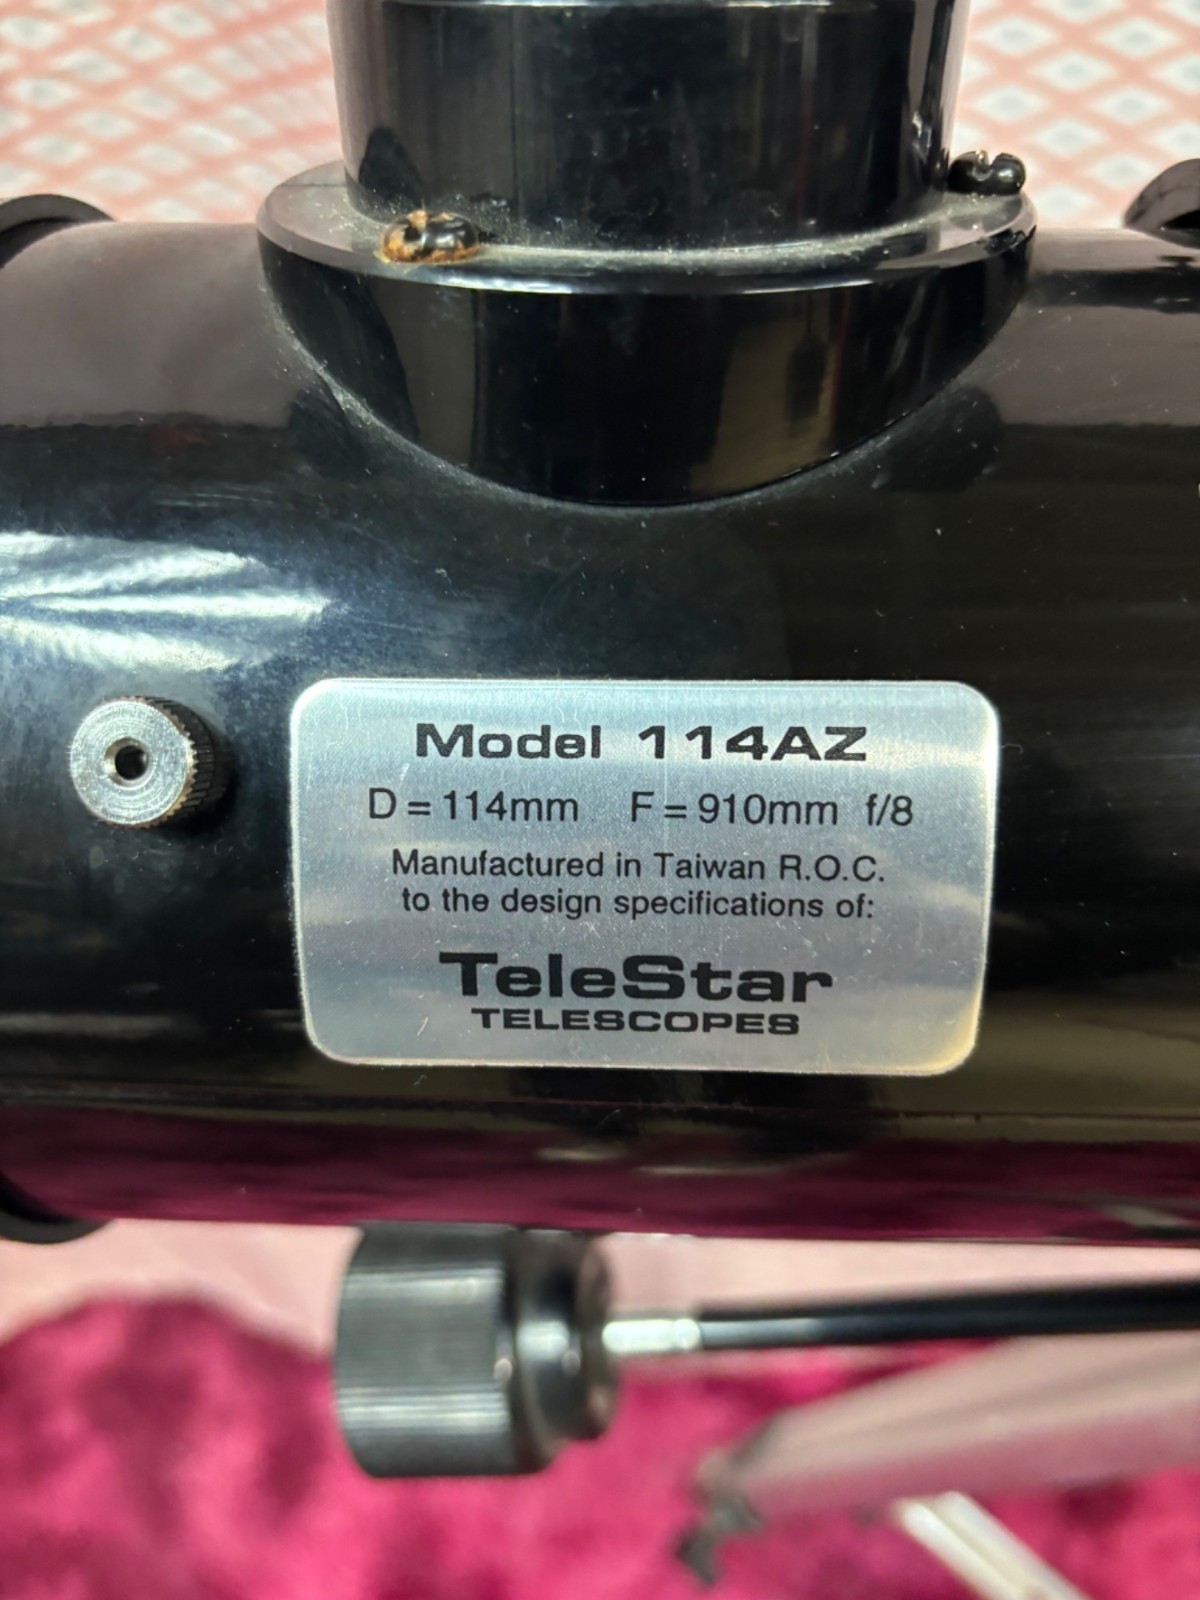 Model 114AZ
D = 114mm F = 910mm f/8
Manufactured in Taiwan R.O.C.
to the design specifications of:
TeleStar
TELESCOPES